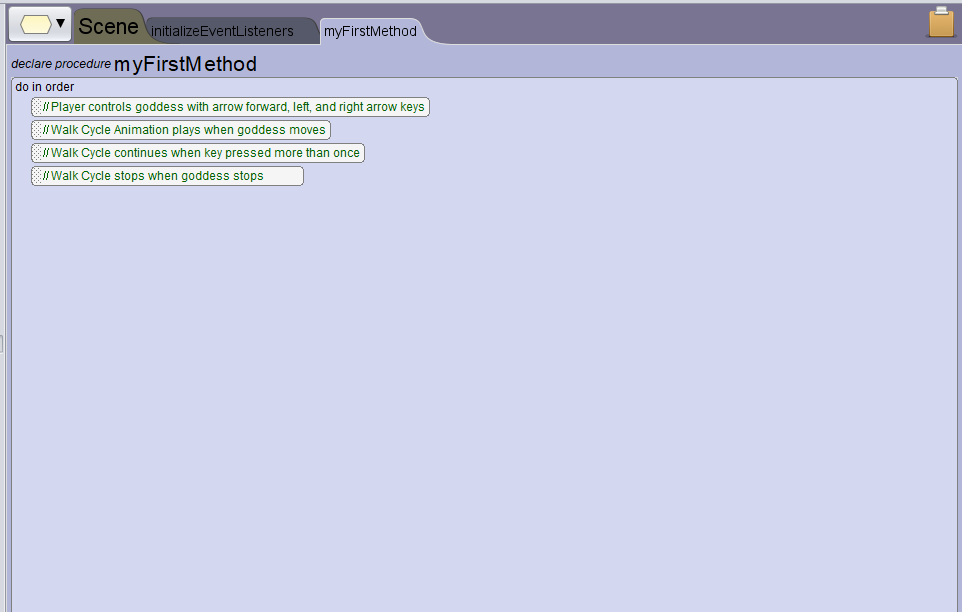 Scene initializeEventListeners myFirstMethod
declare procedure myFirstMethod
do in order
//Player controls goddess with arrow forward, left, and right arrow keys
//Walk Cycle Animation plays when goddess moves
//Walk Cycle continues when key pressed more than once
//Walk Cycle stops when goddess stops